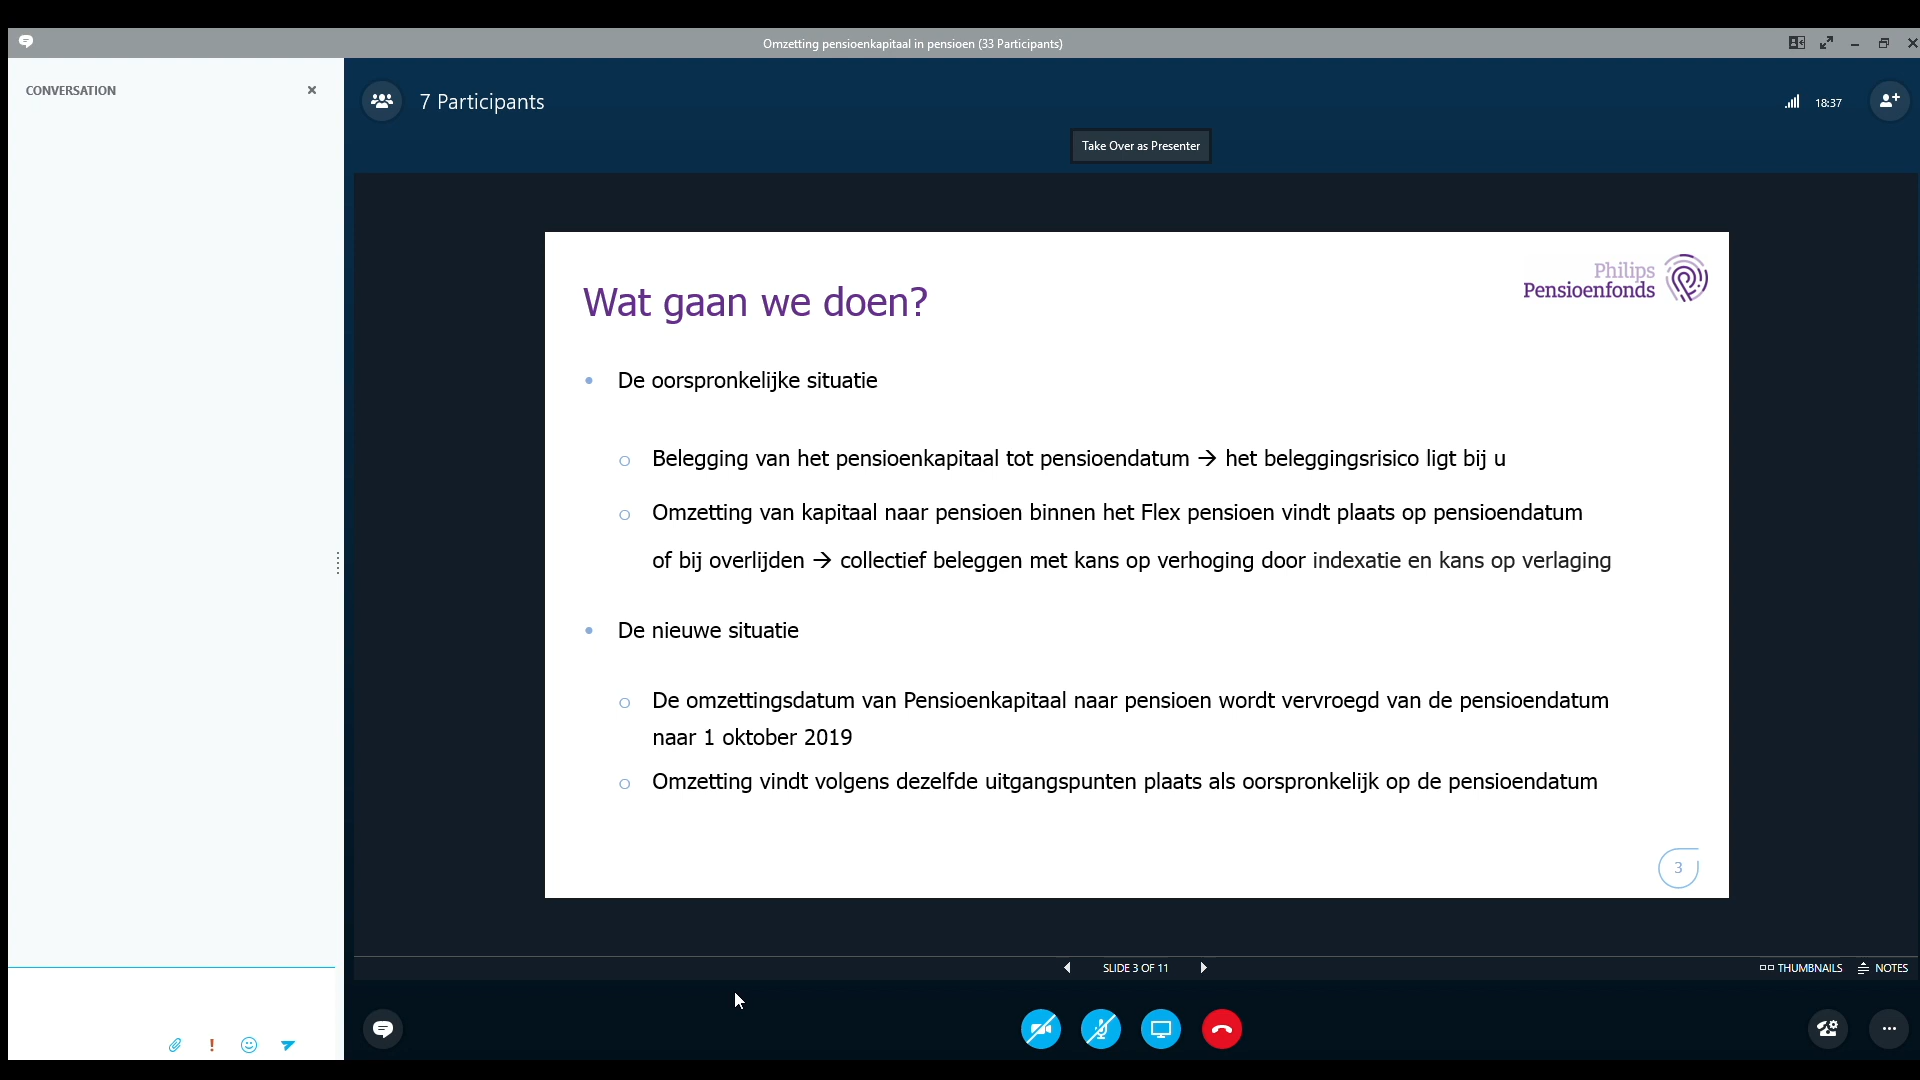 Omzetting pensioenkapitaal in pensioen (33 Participants)
CONVERSATION
7 Participants
18:37
Take Over as Presenter
Philips
Pensioenfonds
Wat gaan we doen?
• De oorspronkelijke situatie
o Belegging van het pensioenkapitaal tot pensioendatum → het beleggingsrisico ligt bij u
o Omzetting van kapitaal naar pensioen binnen het Flex pensioen vindt plaats op pensioendatum
of bij overlijden → collectief beleggen met kans op verhoging door indexatie en kans op verlaging
• De nieuwe situatie
o De omzettingsdatum van Pensioenkapitaal naar pensioen wordt vervroegd van de pensioendatum
naar 1 oktober 2019
o Omzetting vindt volgens dezelfde uitgangspunten plaats als oorspronkelijk op de pensioendatum
3
SLIDE 3 OF 11
THUMBNAILS
NOTES